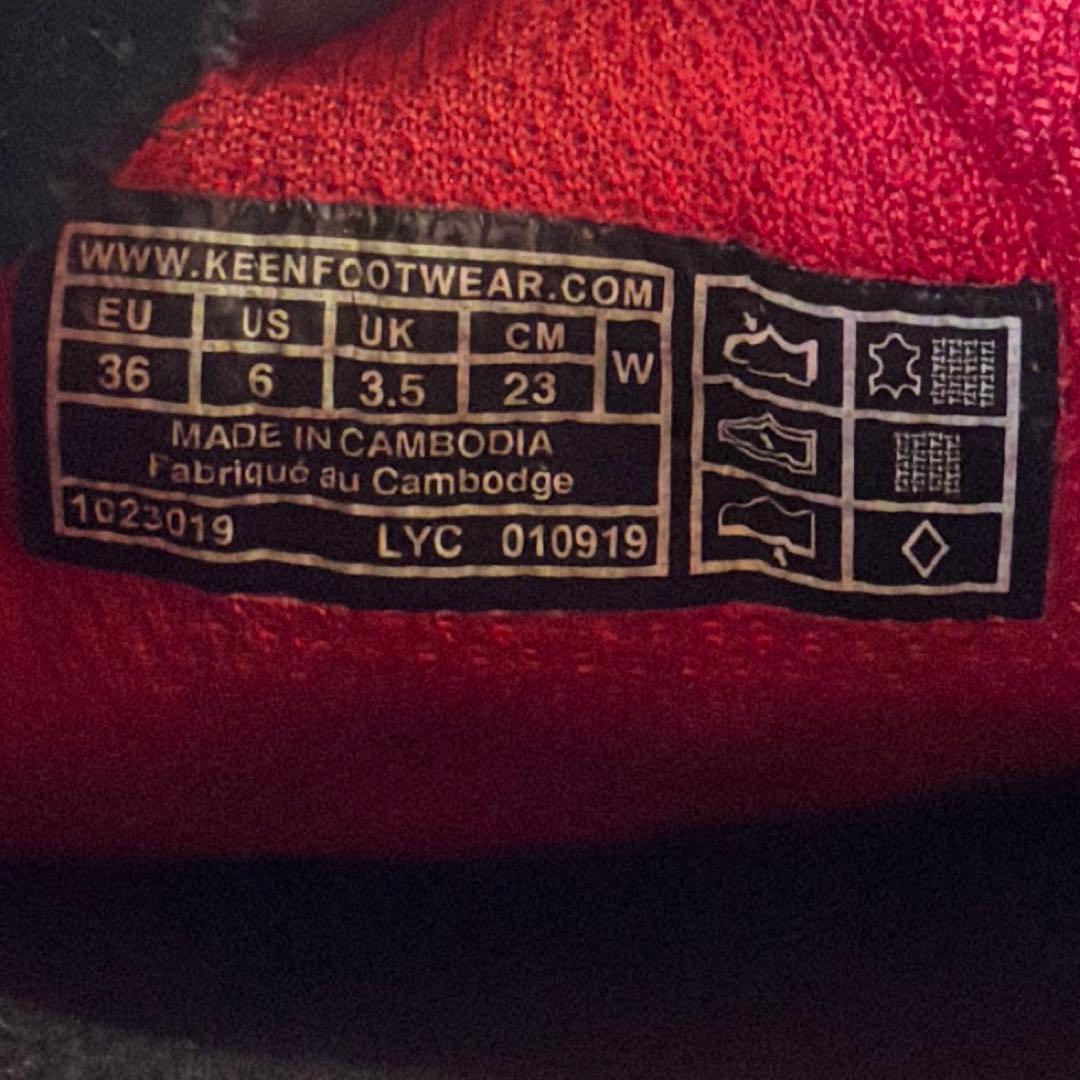 WWW.KEENFOOTWEAR.COM
EU US UK CM W
36 6 3.5 23
MADE IN CAMBODIA
Fabriqué au Cambodge
1023019 LYC 010919